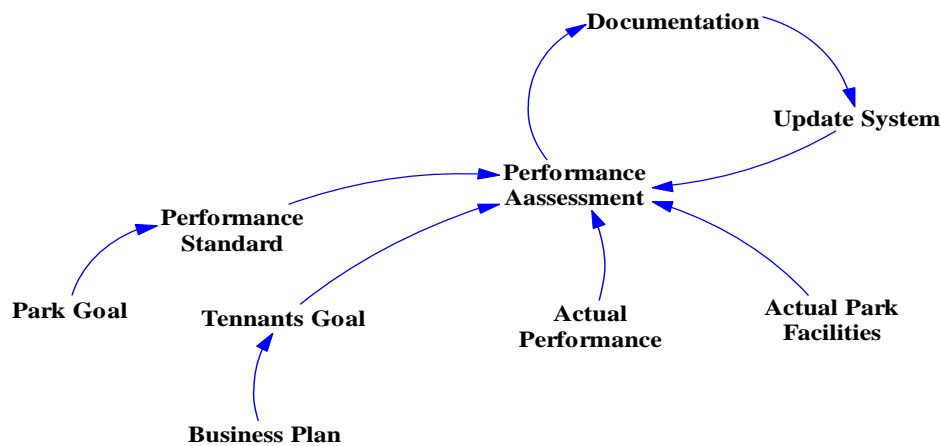 Documentation
Update System
Performance
Aassessment
Performance
Standard
Park Goal
Tennants Goal
Actual
Performance
Actual Park
Facilities
Business Plan